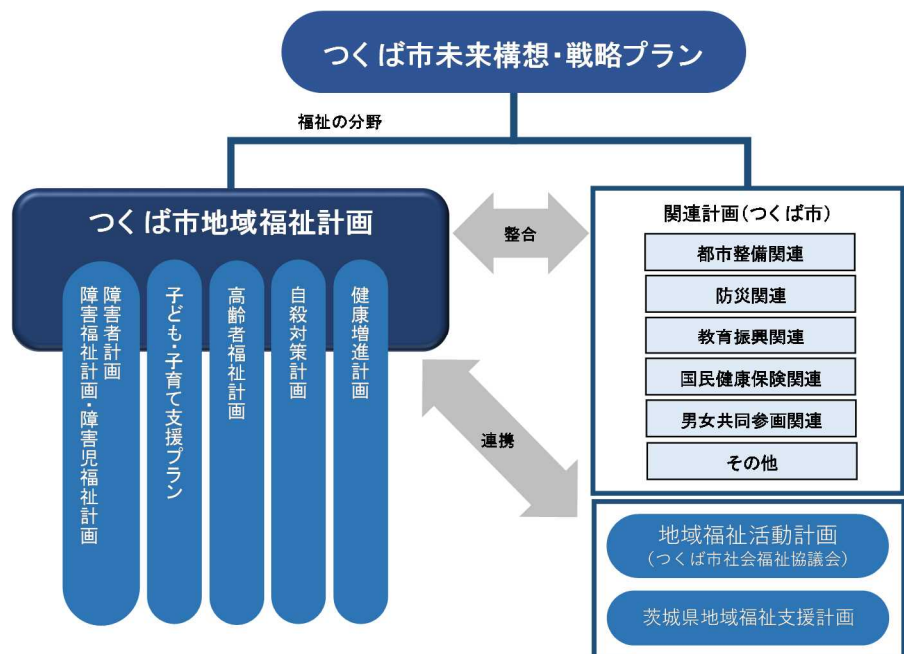 つくば市未来構想・戦略プラン
福祉の分野
つくば市地域福祉計画
障害者計画
障害福祉計画・障害児福祉計画
子ども・子育て支援プラン
高齢者福祉計画
自殺対策計画
健康増進計画
整合
連携
関連計画(つくば市)
都市整備関連
防災関連
教育振興関連
国民健康保険関連
男女共同参画関連
その他
地域福祉活動計画
(つくば市社会福祉協議会)
茨城県地域福祉支援計画